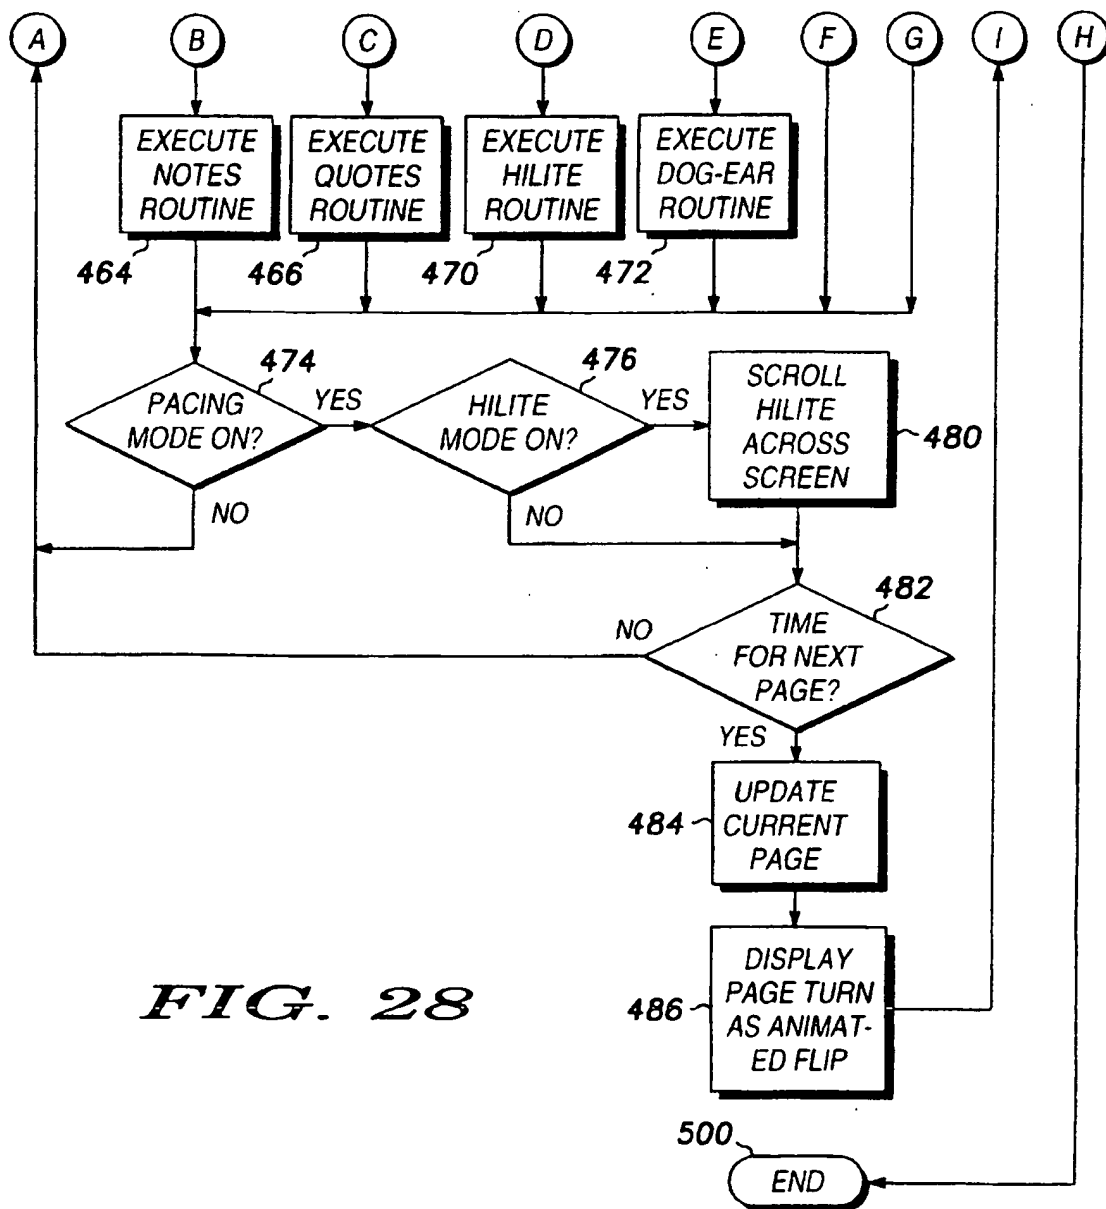 A B C D E F G I H
EXECUTE
NOTES
ROUTINE
464
EXECUTE
QUOTES
ROUTINE
466
EXECUTE
HILITE
ROUTINE
470
EXECUTE
DOG-EAR
ROUTINE
472
474
PACING
MODE ON?
YES
NO
476
HILITE
MODE ON?
YES
NO
SCROLL
HILITE
ACROSS
SCREEN
480
482
TIME
FOR NEXT
PAGE?
NO
YES
484
UPDATE
CURRENT
PAGE
486
DISPLAY
PAGE TURN
AS ANIMAT-
ED FLIP
FIG. 28
500
END